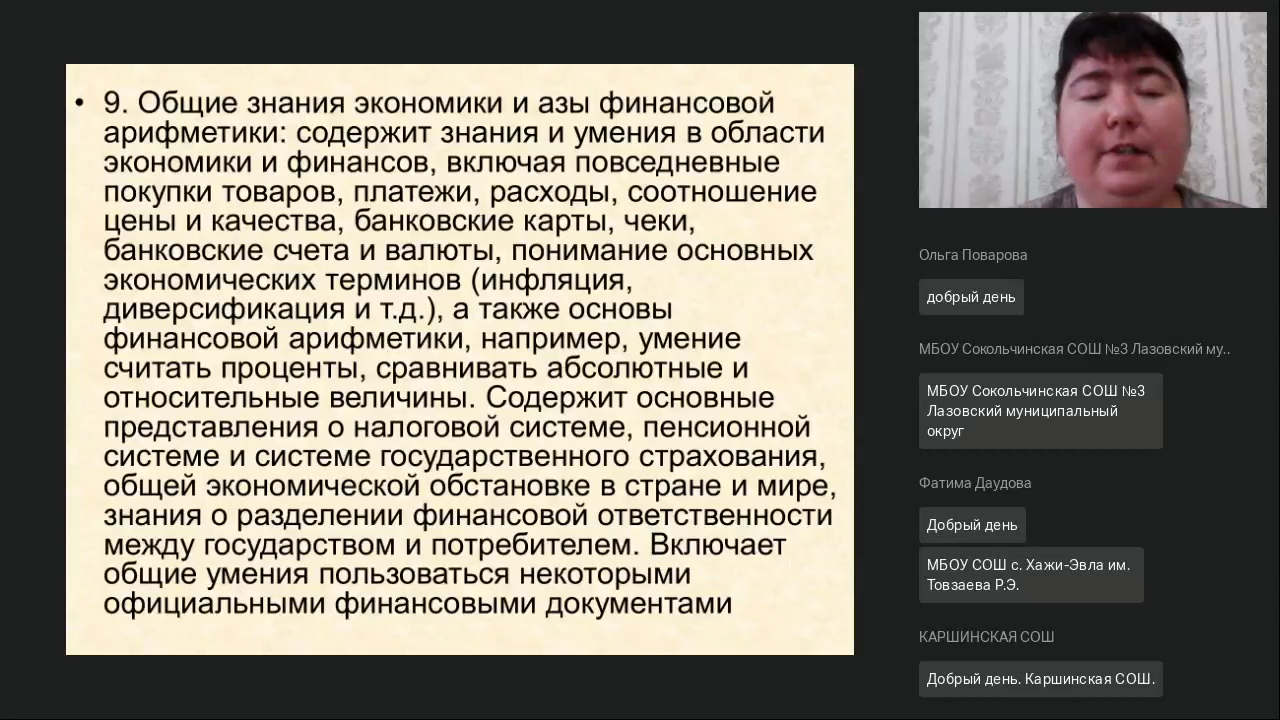 • 9. Общие знания экономики и азы финансовой
арифметики: содержит знания и умения в области
экономики и финансов, включая повседневные
покупки товаров, платежи, расходы, соотношение
цены и качества, банковские карты, чеки,
банковские счета и валюты, понимание основных
экономических терминов (инфляция,
диверсификация и т.д.), а также основы
финансовой арифметики, например, умение
считать проценты, сравнивать абсолютные и
относительные величины. Содержит основные
представления о налоговой системе, пенсионной
системе и системе государственного страхования,
общей экономической обстановке в стране и мире,
знания о разделении финансовой ответственности
между государством и потребителем. Включает
общие умения пользоваться некоторыми
официальными финансовыми документами
Ольга Поварова
добрый день
МБОУ Сокольчинская СОШ №3 Лазовский му..
МБОУ Сокольчинская СОШ №3
Лазовский муниципальный
округ
Фатима Даудова
Добрый день
МБОУ СОШ с. Хажи-Эвла им.
Товзаева Р.Э.
КАРШИНСКАЯ СОШ
Добрый день. Каршинская СОШ.